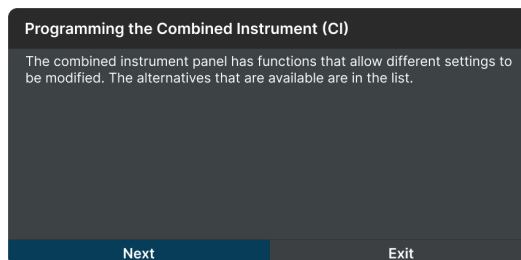 Programming the Combined Instrument (CI)
The combined instrument panel has functions that allow different settings to
be modified. The alternatives that are available are in the list.
Next
Exit